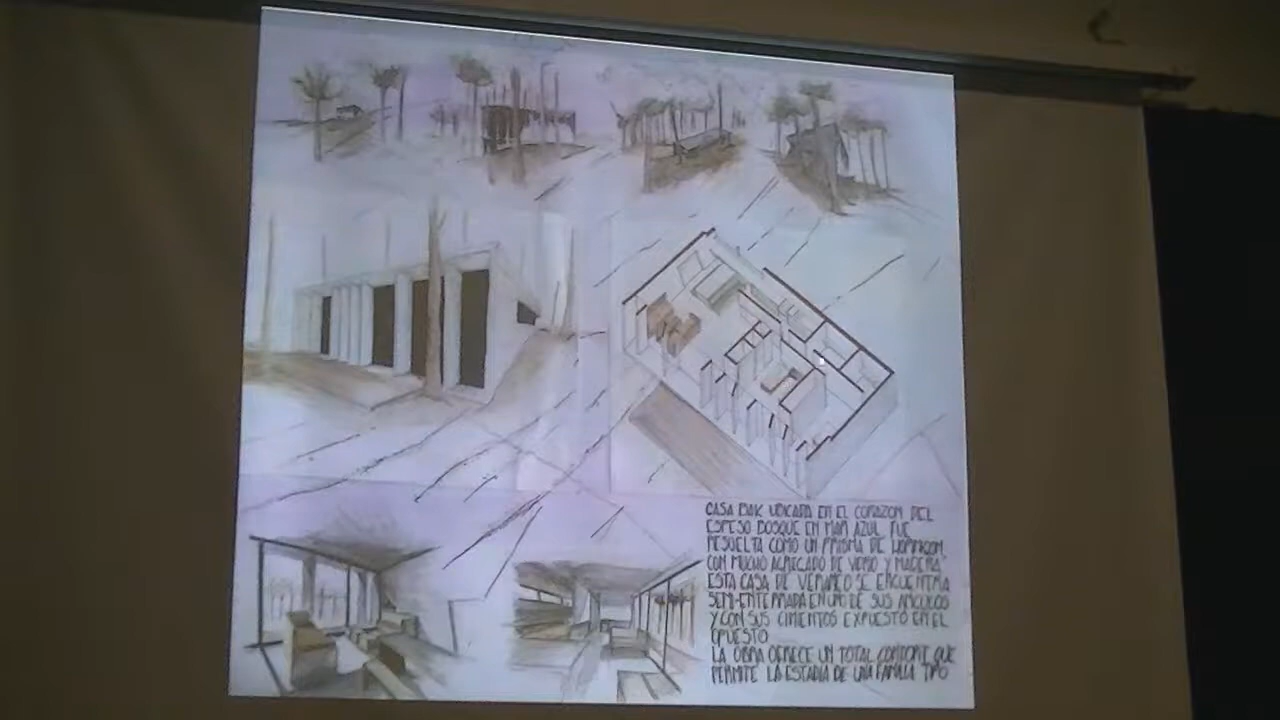 CASA BAK UBICADA EN EL CORAZON DEL
ESPESO BOSQUE EN MAR AZUL FUE
RESUELTA COMO UN PRISMA DE HORMIGON,
CON MUCHO AGREGADO DE VIDRIO Y MADERA
ESTA CASA DE VERANEO SE ENCUENTRA
SEMI-ENTERRADA EN UNO DE SUS ANGULOS
Y CON SUS CIMIENTOS EXPUESTO EN EL
OPUESTO
LA OBRA OFRECE UN TOTAL CONFORT QUE
PERMITE LA ESTADIA DE UNA FAMILIA TIPO